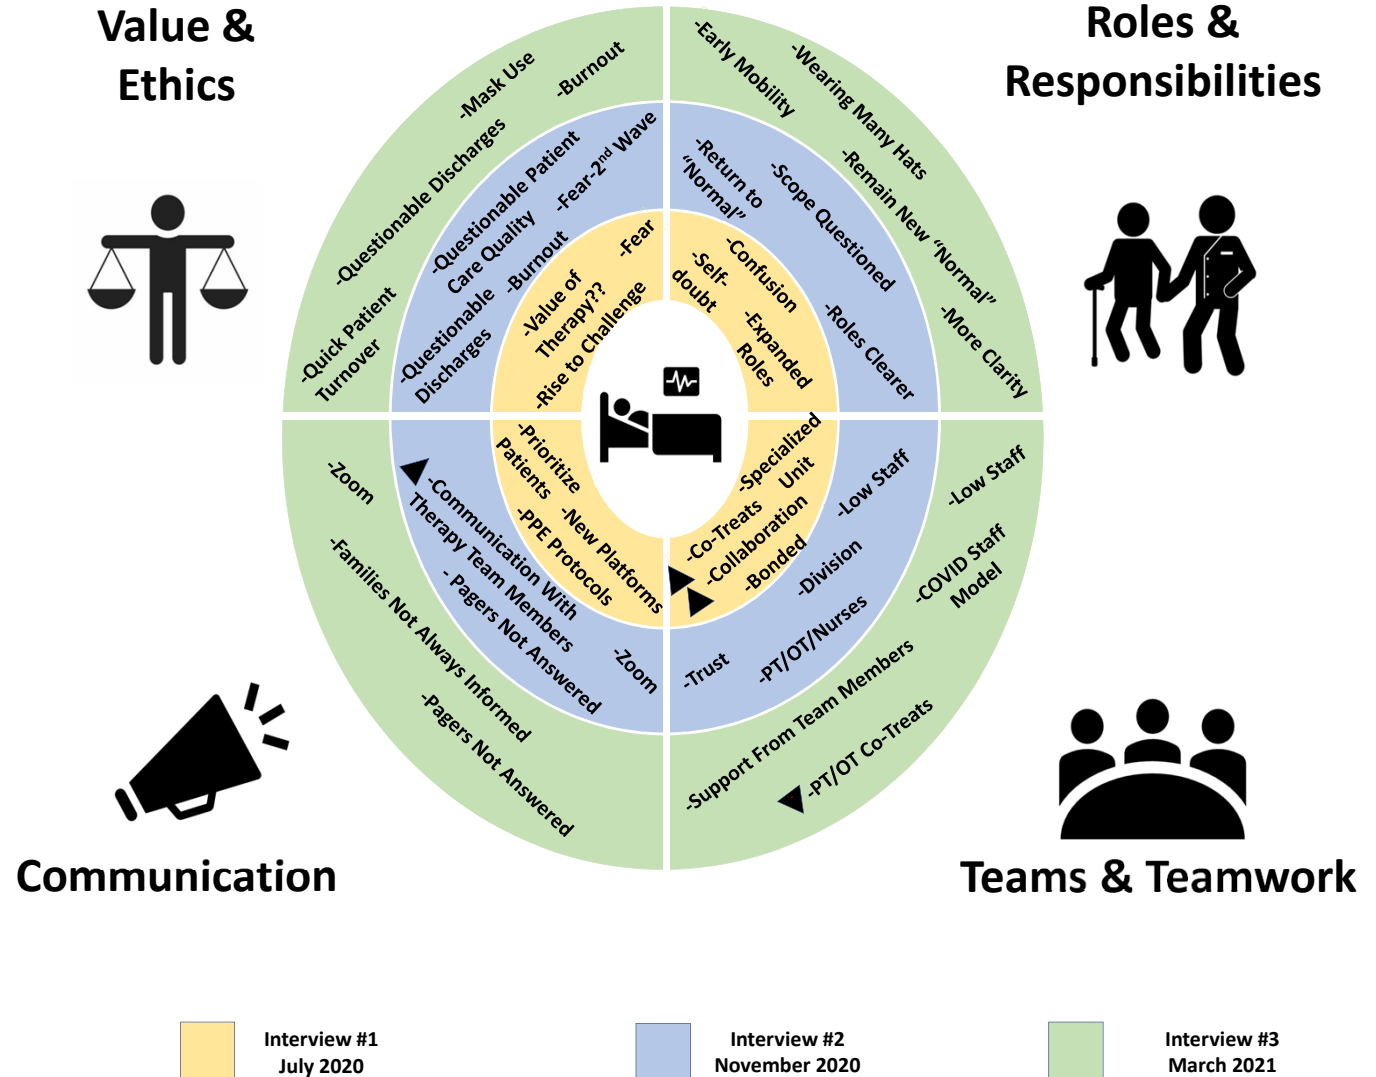 Value &
Ethics
Roles &
Responsibilities
-Mask Use
-Burnout
-Questionable Discharges
-Quick Patient
Turnover
-Questionable Patient
Care Quality
-Fear-2nd Wave
-Burnout
-Questionable
Discharges
-Fear
-Value of
Therapy??
-Rise to Challenge
-Early Mobility
-Wearing Many Hats
-Remain New “Normal”
-More Clarity
-Return to
“Normal”
-Scope Questioned
-Roles Clearer
-Confusion
-Self-
doubt
-Expanded
Roles
-Prioritize
Patients
-New Platforms
-PPE Protocols
-Communication With
Therapy Team Members
- Pagers Not Answered
-Zoom
-Zoom
-Families Not Always Informed
-Pagers Not Answered
-Specialized
Unit
-Co-Treats
-Collaboration
-Bonded
-Low Staff
-Division
-PT/OT/Nurses
-Trust
-Low Staff
-COVID Staff
Model
-Support From Team Members
-PT/OT Co-Treats
Communication
Teams & Teamwork
Interview #1
July 2020
Interview #2
November 2020
Interview #3
March 2021